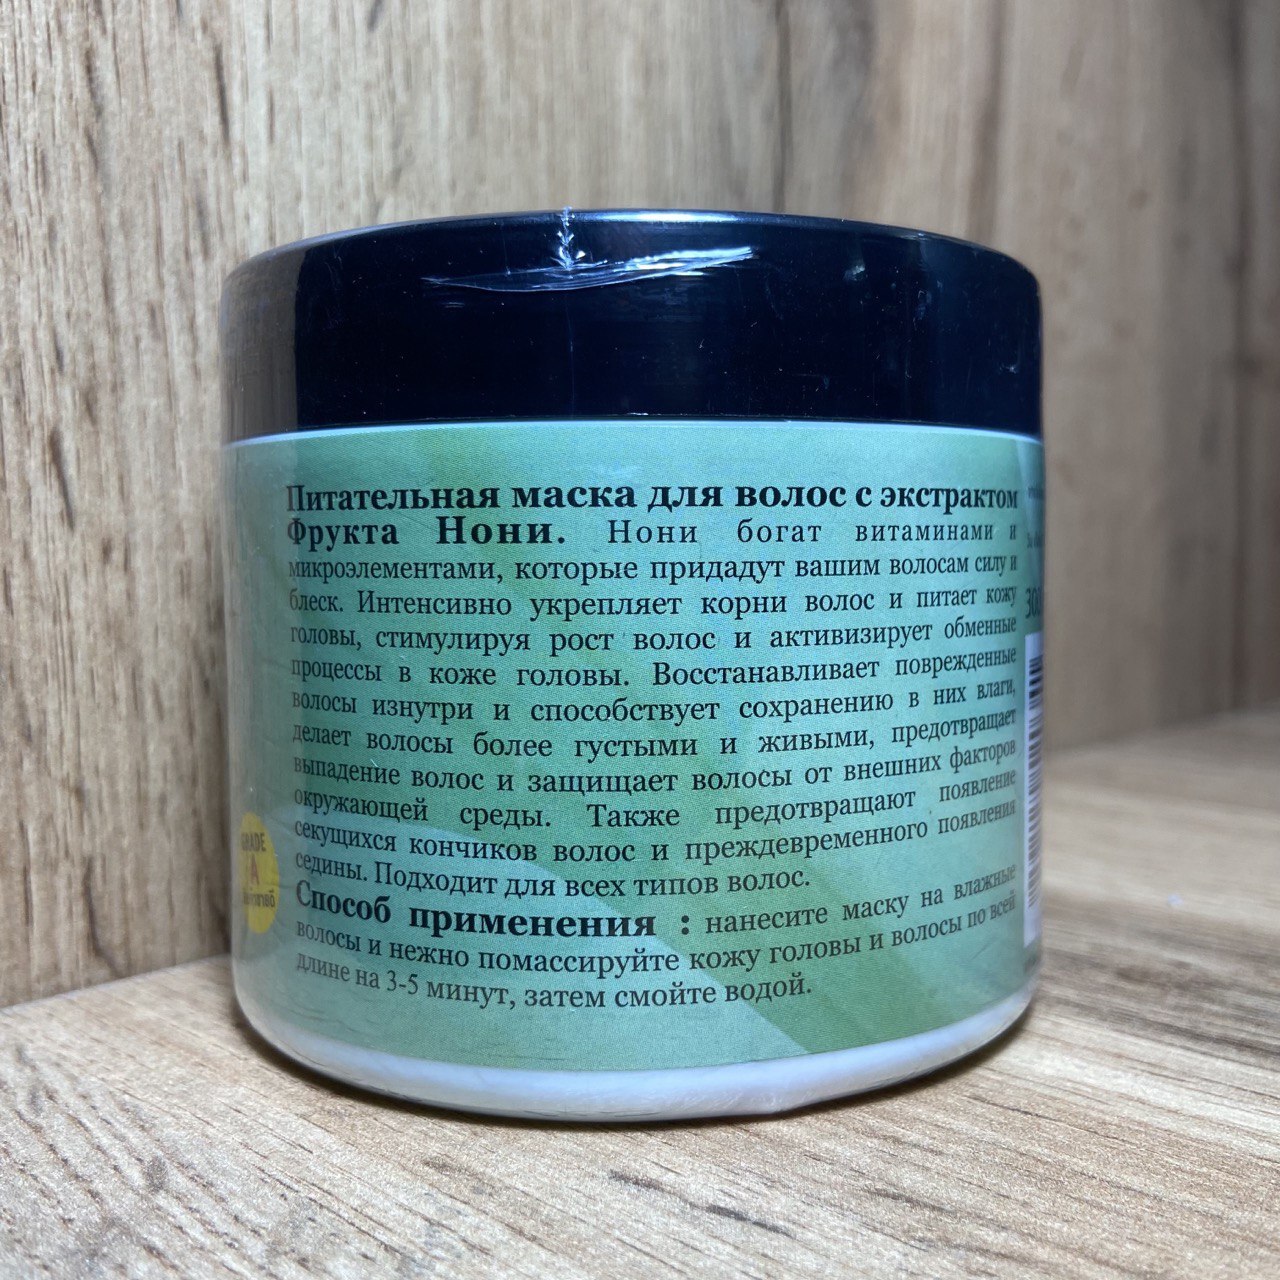 Питательная маска для волос с экстрактом
Фрукта Нони. Нони богат витаминами и
микроэлементами, которые придадут вашим волосам силу и
блеск. Интенсивно укрепляет корни волос и питает кожу
головы, стимулируя рост волос и активизирует обменные
процессы в коже головы. Восстанавливает поврежденные
волосы изнутри и способствует сохранению в них влаги,
делает волосы более густыми и живыми, предотвращает
выпадение волос и защищает волосы от внешних факторов
окружающей среды. Также предотвращают появление
секущихся кончиков волос и преждевременного появления
седины. Подходит для всех типов волос.
Способ применения : нанесите маску на влажные
волосы и нежно помассируйте кожу головы и волосы по всей
длине на 3-5 минут, затем смойте водой.
GRADE
A